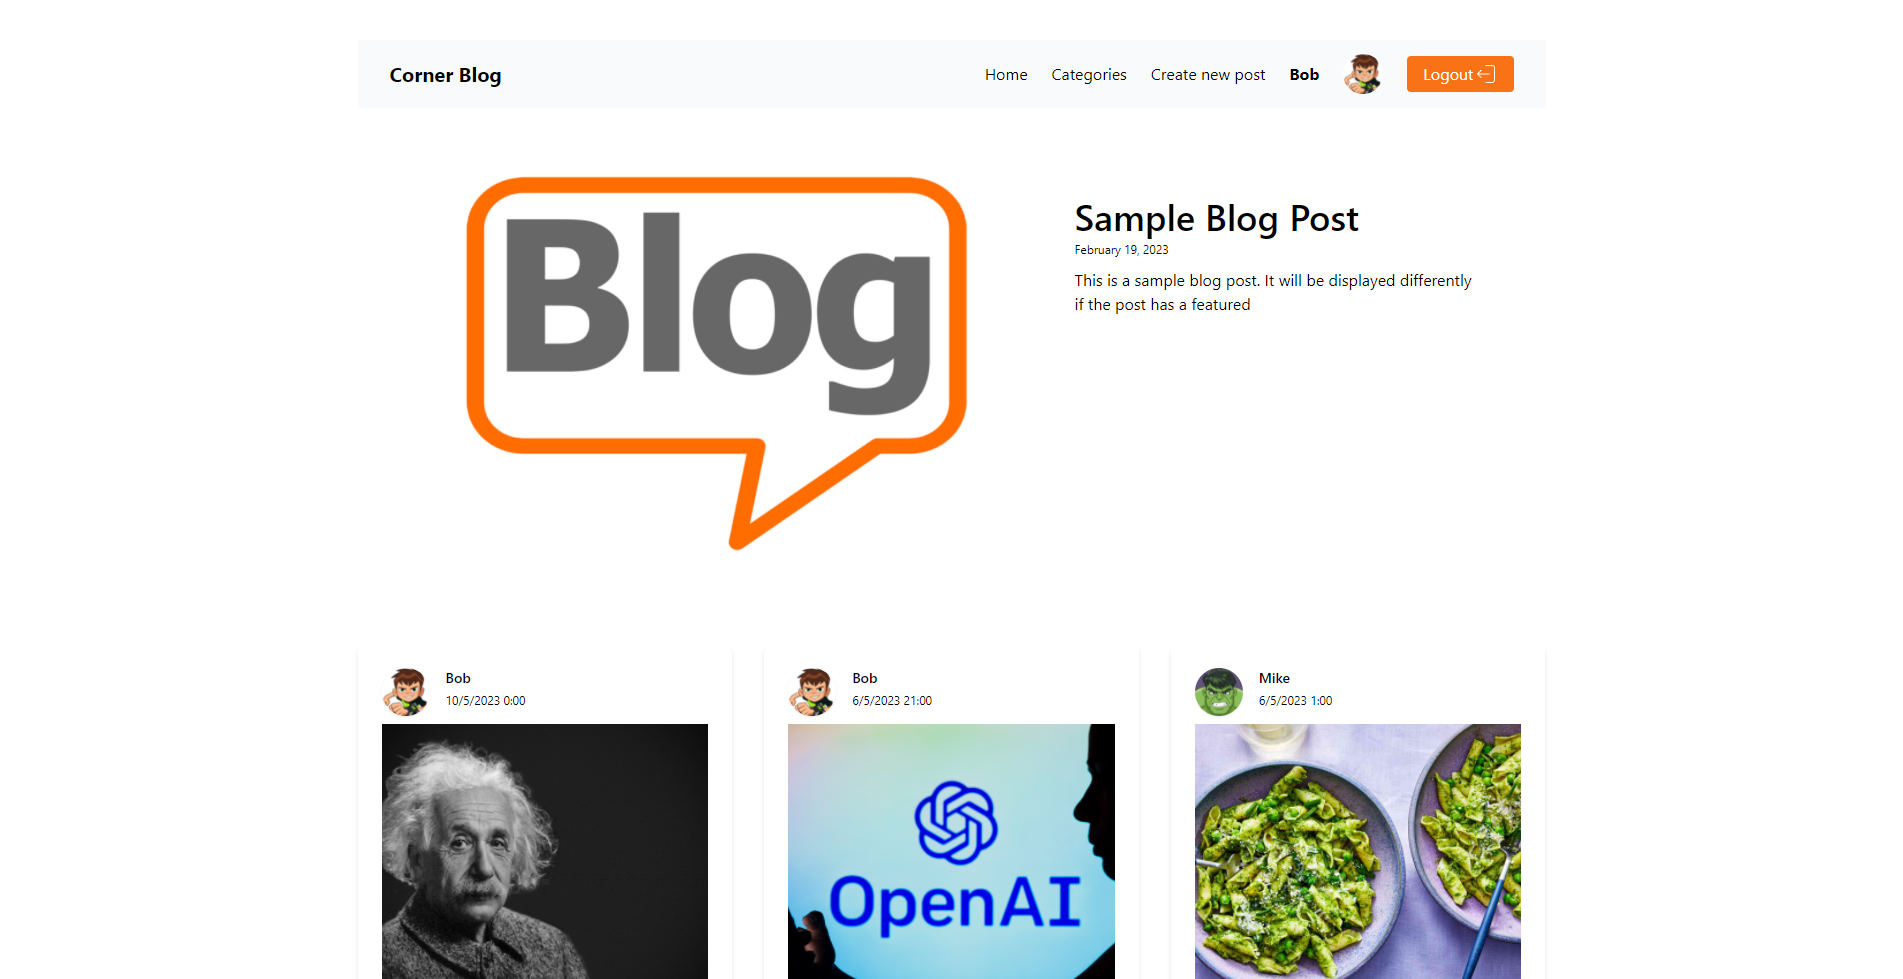 Corner Blog
Home Categories Create new post Bob Logout
Blog
Sample Blog Post
February 19, 2023
This is a sample blog post. It will be displayed differently
if the post has a featured
Bob
10/5/2023 0:00
Bob
6/5/2023 21:00
OpenAI
Mike
6/5/2023 1:00